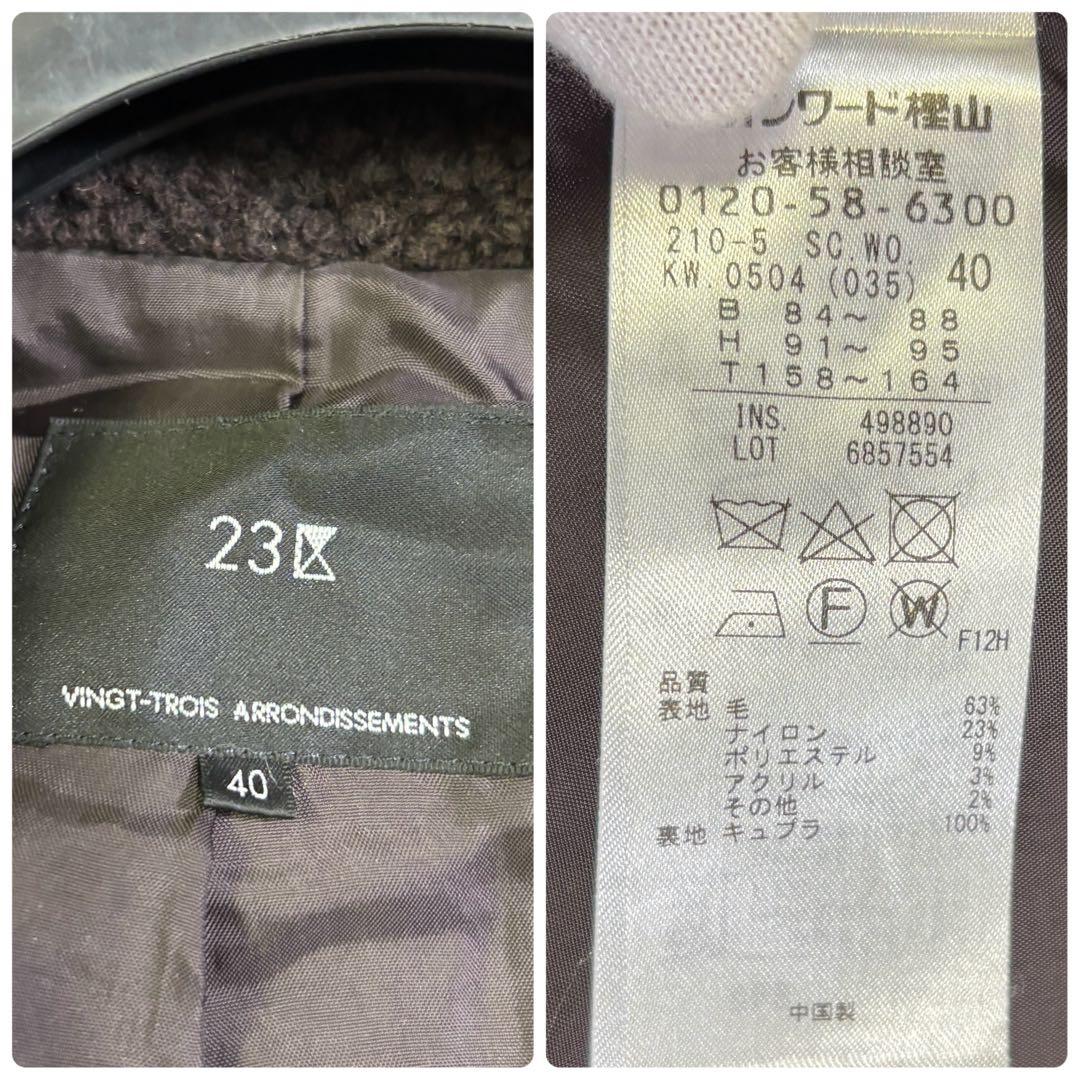 23区
VINGT-TROIS ARRONDISSEMENTS
40
ンワード樫山
お客様相談室
0120-58-6300
210-5 SC.WO.
KW.0504 (035) 40
B 84～ 88
H 91～ 95
T158～164
INS. 498890
LOT 6857554
F
W
F12H
品質
表地 毛 63%
ナイロン 23%
ポリエステル 9%
アクリル 3%
その他 2%
裏地 キュプラ 100%
中国製